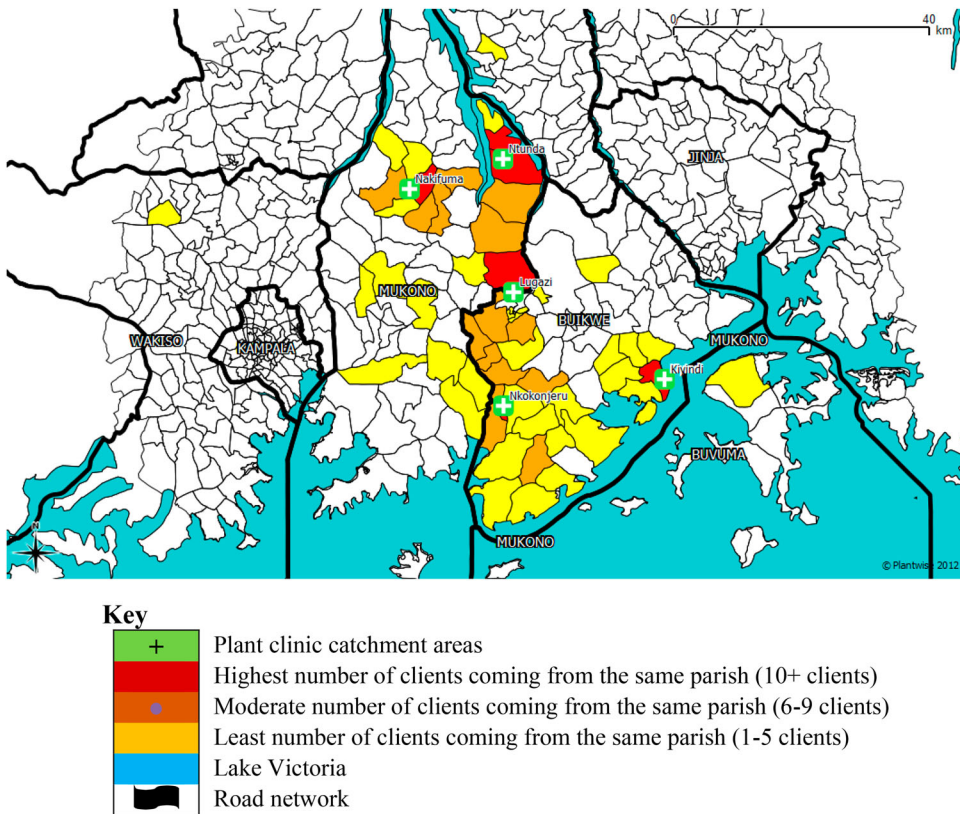 0 40
km
Ntunda
JINJA
Nakifuma
Lugazi
MUKONO
BUIKWE
WAKISO
KAMPALA
MUKONO
Kiyindi
Nkokonjeru
BUVUMA
N
MUKONO
© Plantwise 2012
Key
+ Plant clinic catchment areas
Highest number of clients coming from the same parish (10+ clients)
Moderate number of clients coming from the same parish (6-9 clients)
Least number of clients coming from the same parish (1-5 clients)
Lake Victoria
Road network